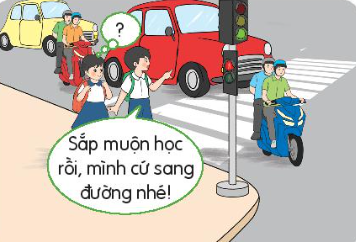 ?
Sắp muộn học
rồi, mình cứ sang
đường nhé!